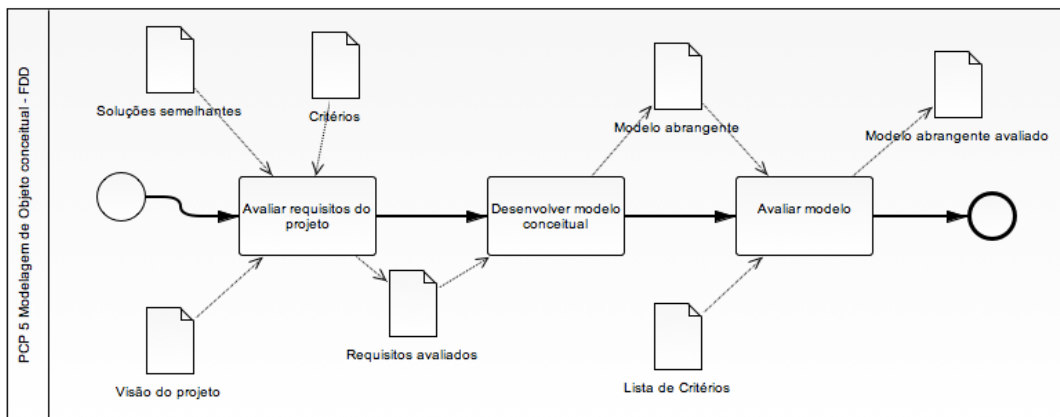 PCP 5 Modelagem de Objeto conceitual - FDD
Soluções semelhantes
Critérios
Modelo abrangente
Modelo abrangente avaliado
Avaliar requisitos do
projeto
Desenvolver modelo
conceitual
Avaliar modelo
Requisitos avaliados
Visão do projeto
Lista de Critérios